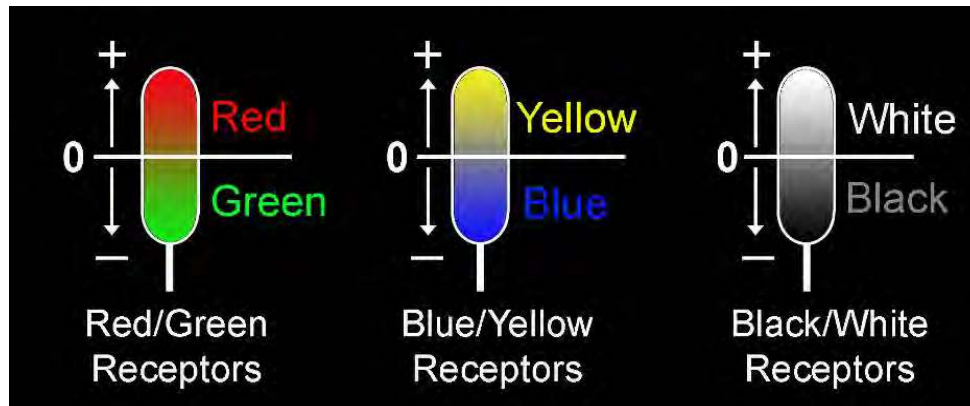 +
Red
0
Green
−
Red/Green
Receptors
+
Yellow
0
Blue
−
Blue/Yellow
Receptors
+
White
0
Black
−
Black/White
Receptors